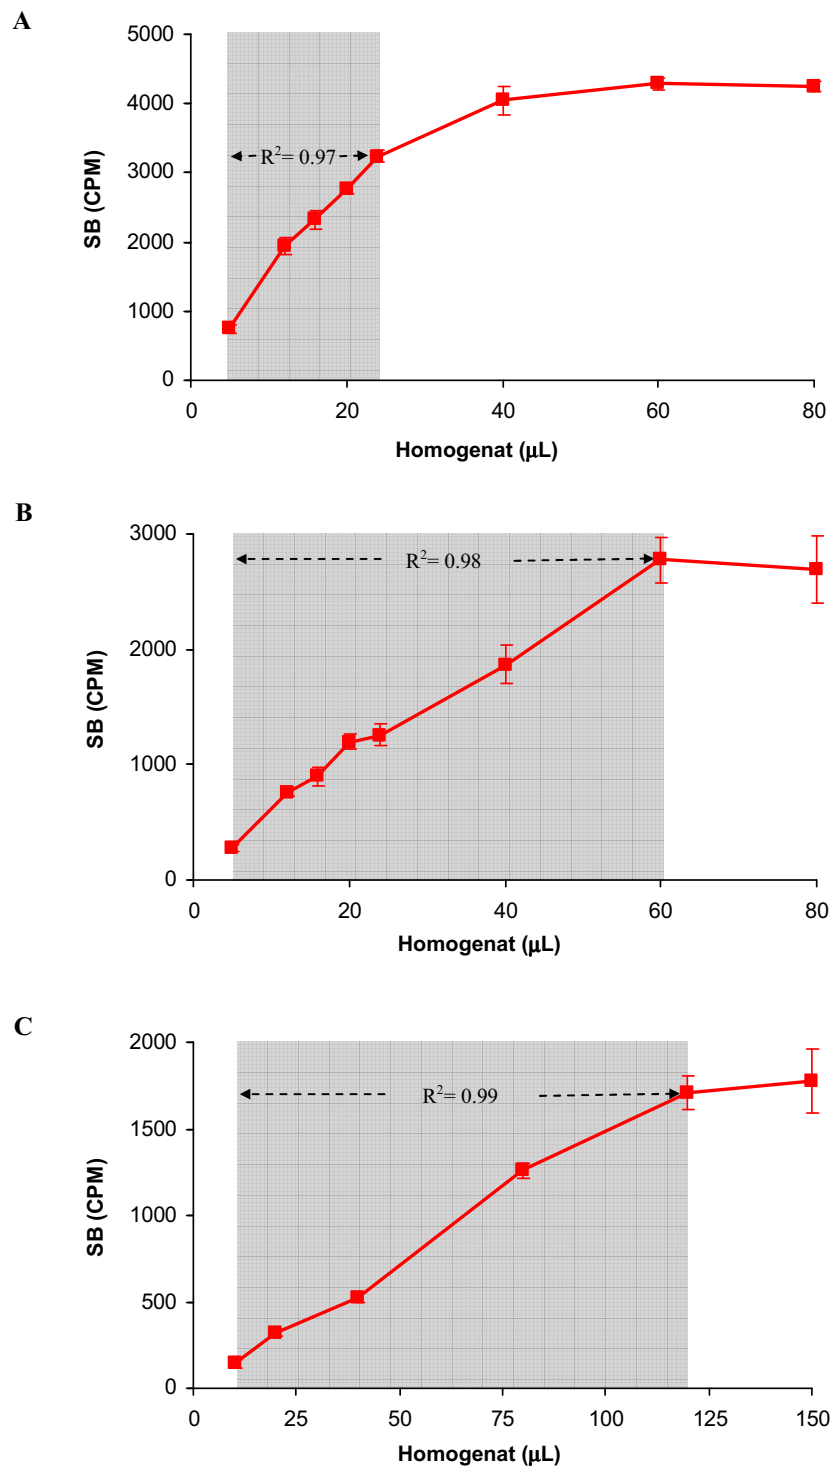 A
5000
4000
3000
2000
1000
0
SB (CPM)
R²= 0.97
0 20 40 60 80
Homogenat (μL)
B
3000
2000
1000
0
SB (CPM)
R²= 0.98
0 20 40 60 80
Homogenat (μL)
C
2000
1500
1000
500
0
SB (CPM)
R²= 0.99
0 25 50 75 100 125 150
Homogenat (μL)